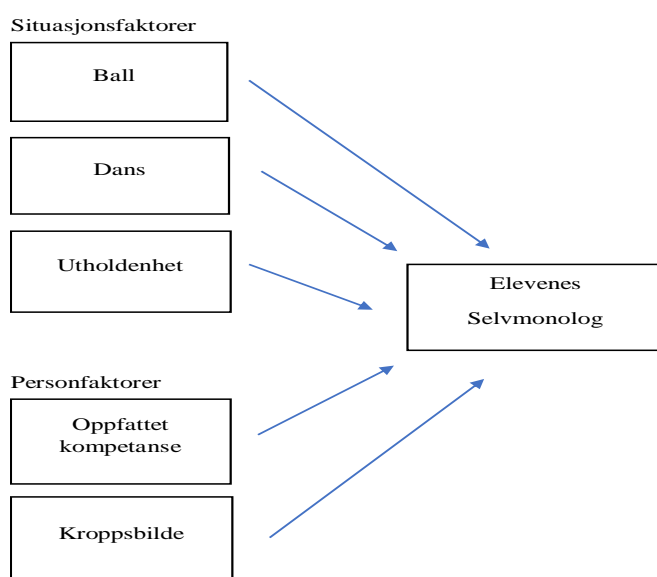 Situasjonsfaktorer
Ball
Dans
Utholdenhet
Elevenes
Selvmonolog
Personfaktorer
Oppfattet
kompetanse
Kroppsbilde